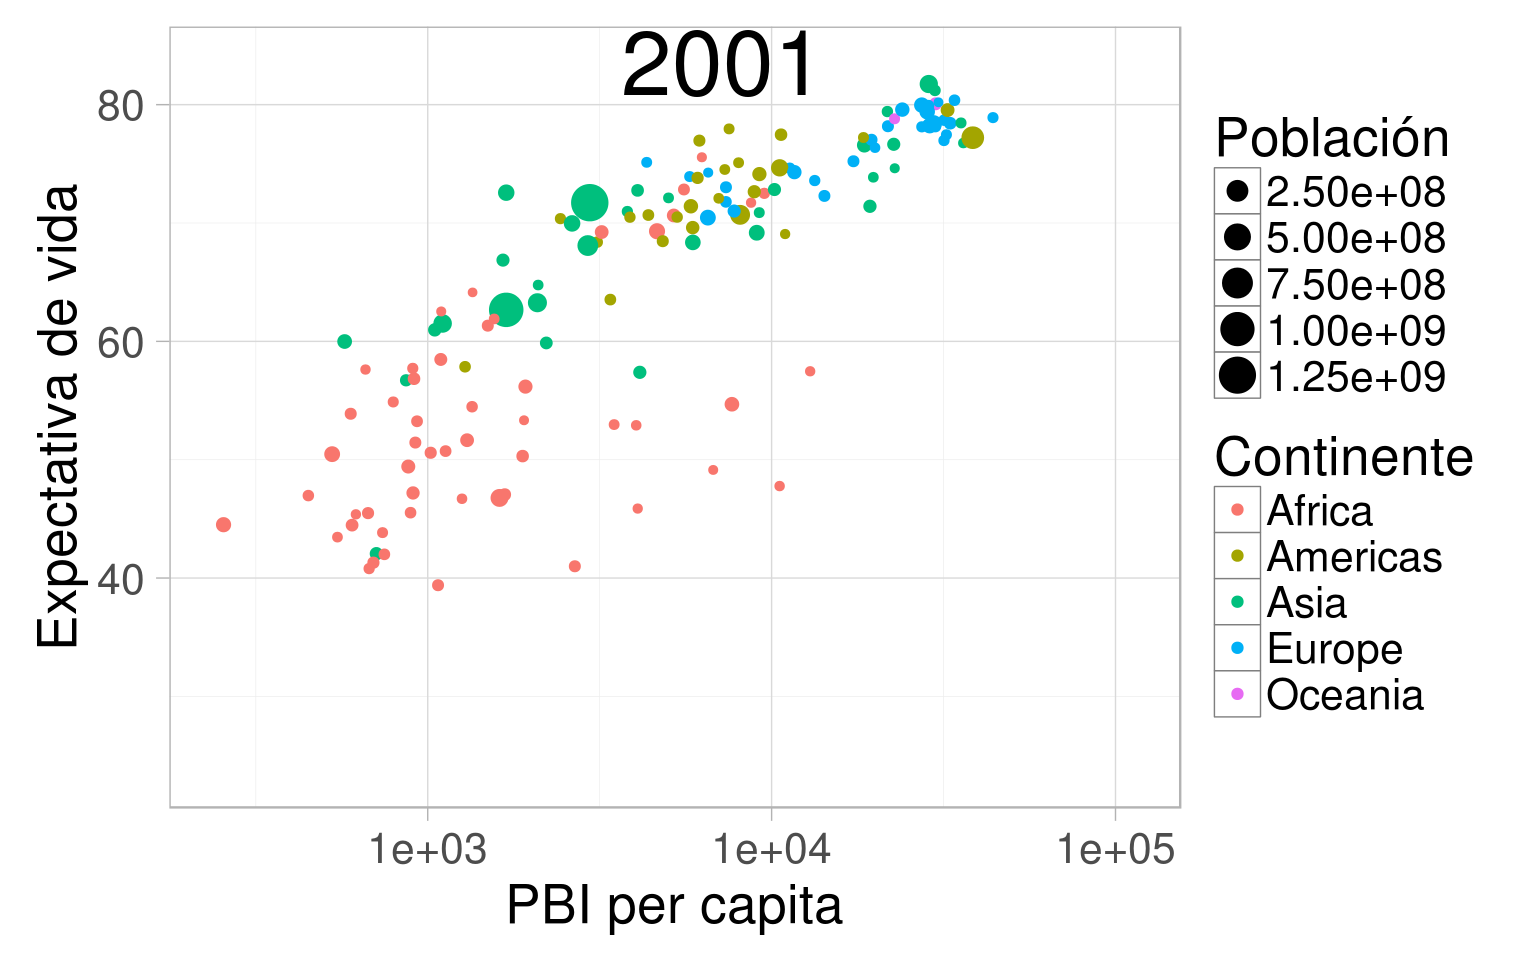 2001
80
60
40
Expectativa de vida
1e+03
1e+04
1e+05
PBI per capita
Población
2.50e+08
5.00e+08
7.50e+08
1.00e+09
1.25e+09
Continente
Africa
Americas
Asia
Europe
Oceania